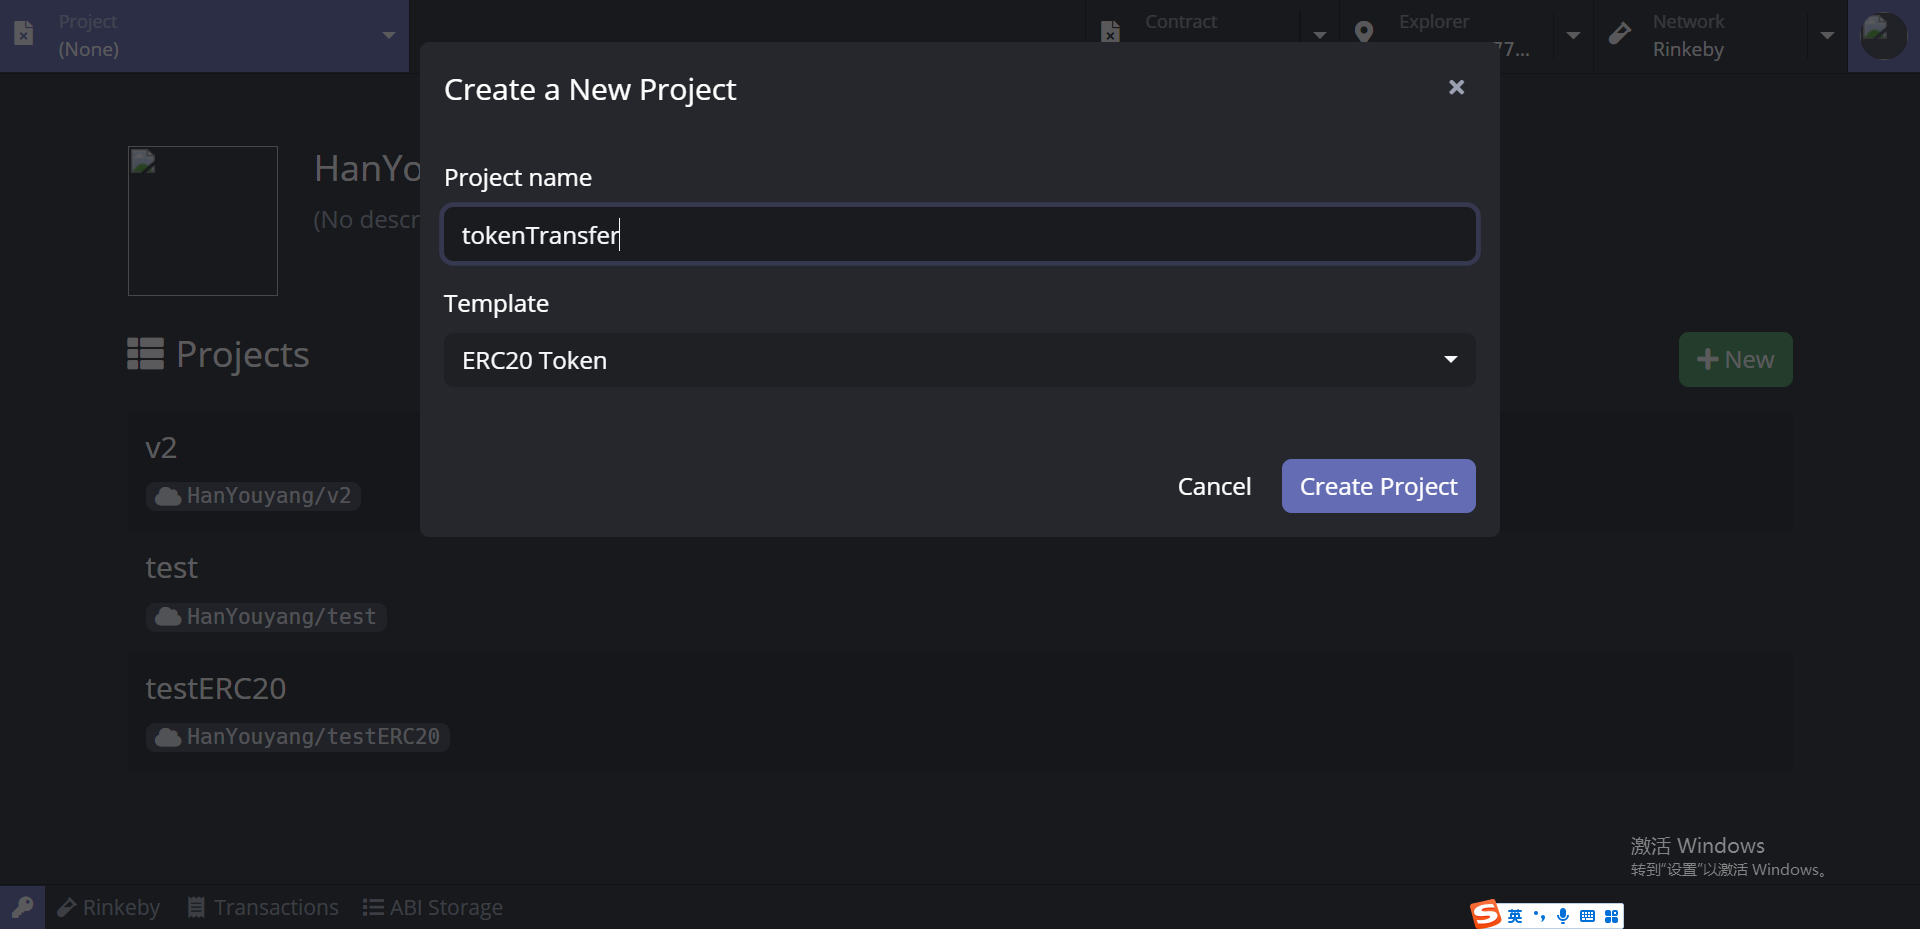 Project
(None)
Contract
Explorer
77...
Network
Rinkeby
Create a New Project
Project name
tokenTransfer
Template
ERC20 Token
Cancel
Create Project
HanYo
(No descr
Projects
New
v2
HanYouyang/v2
test
HanYouyang/test
testERC20
HanYouyang/testERC20
激活 Windows
转到“设置”以激活 Windows。
Rinkeby
Transactions
ABI Storage
英